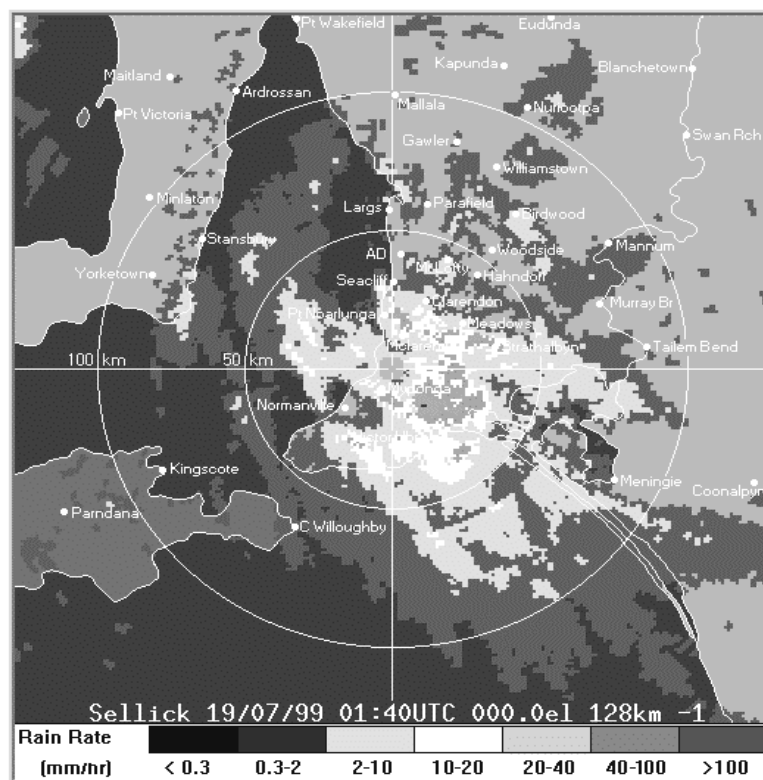 Pt Wakefield
Eudunda
Kapunda
Maitland
Blanchetown
Ardrossan
Mallala
Pt Victoria
Nuriootpa
Swan Rch
Gawler
Williamstown
Minlaton
Largs
Parafield
Birdwood
Stansbury
Mannum
Woodside
AD
Mt Lofty
Yorketown
Seacliff
Hahndorf
Clarendon
Murray Br
Pt Noarlunga
Meadows
Strathalbyn
Tailem Bend
100 km
50 km
Normanville
Kingscote
Meningie
Coonalpyn
Parndana
C Willoughby
Sellick 19/07/99 01:40UTC 000.0el 128km -1
Rain Rate
(mm/hr) < 0.3 0.3-2 2-10 10-20 20-40 40-100 >100